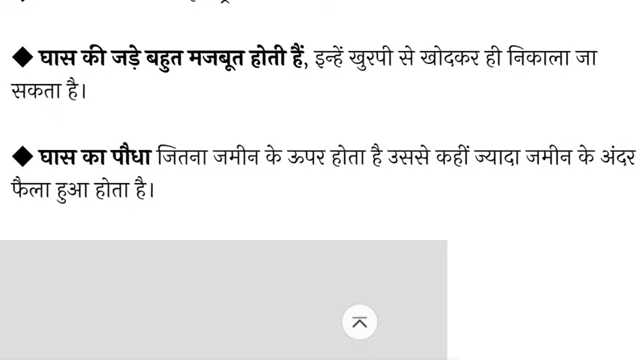 ◆ घास की जड़े बहुत मजबूत होती हैं, इन्हें खुरपी से खोदकर ही निकाला जा
सकता है।
◆ घास का पौधा जितना जमीन के ऊपर होता है उससे कहीं ज्यादा जमीन के अंदर
फैला हुआ होता है।